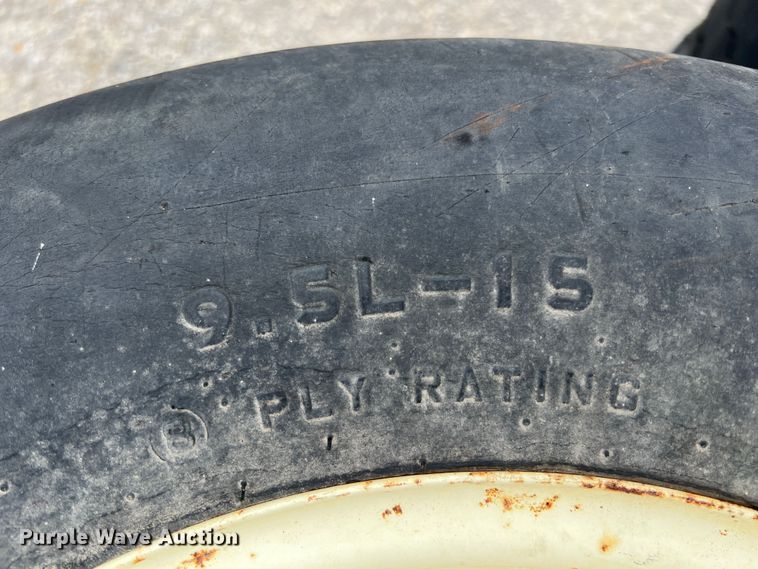 9.5L-15
8 PLY RATING
Purple Wave Auction